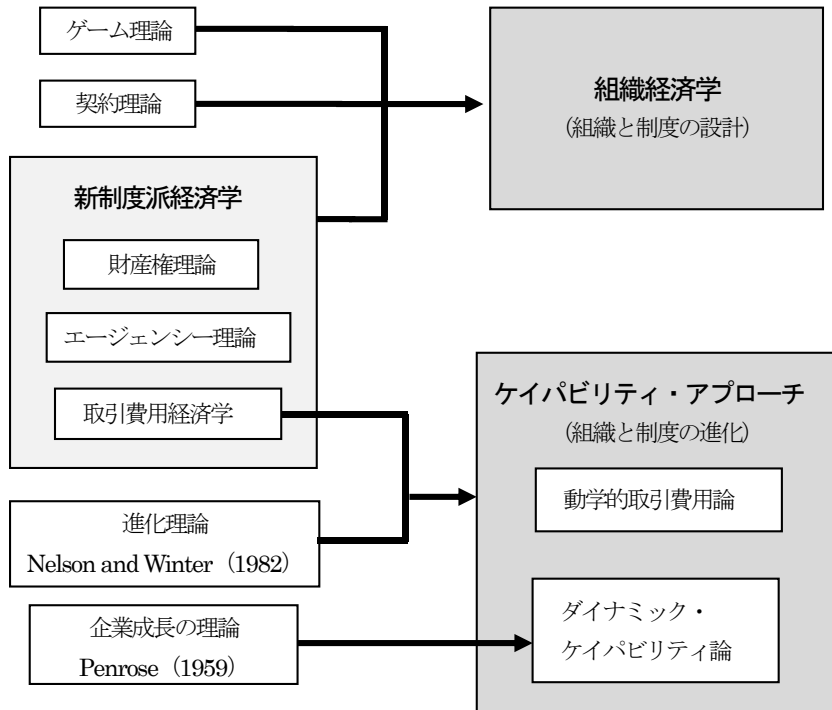 ゲーム理論
契約理論
組織経済学
(組織と制度の設計)
新制度派経済学
財産権理論
エージェンシー理論
取引費用経済学
ケイパビリティ・アプローチ
(組織と制度の進化)
動学的取引費用論
進化理論
Nelson and Winter（1982）
企業成長の理論
Penrose（1959）
ダイナミック・
ケイパビリティ論